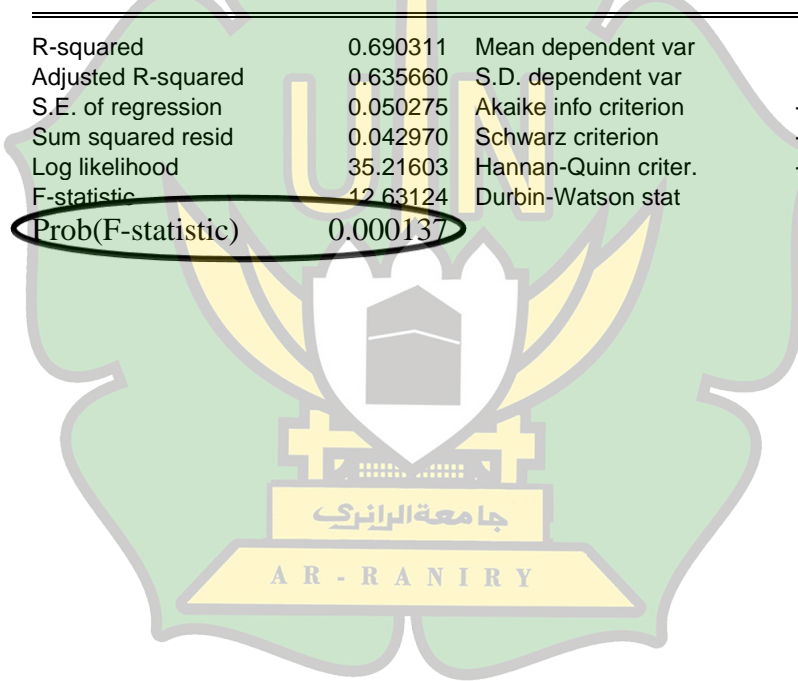 R-squared 0.690311 Mean dependent var
Adjusted R-squared 0.635660 S.D. dependent var
S.E. of regression 0.050275 Akaike info criterion -
Sum squared resid 0.042970 Schwarz criterion -
Log likelihood 35.21603 Hannan-Quinn criter. -
F-statistic 12.63124 Durbin-Watson stat
Prob(F-statistic) 0.000137
UIN
جامعةالرانري
AR-RANIRY